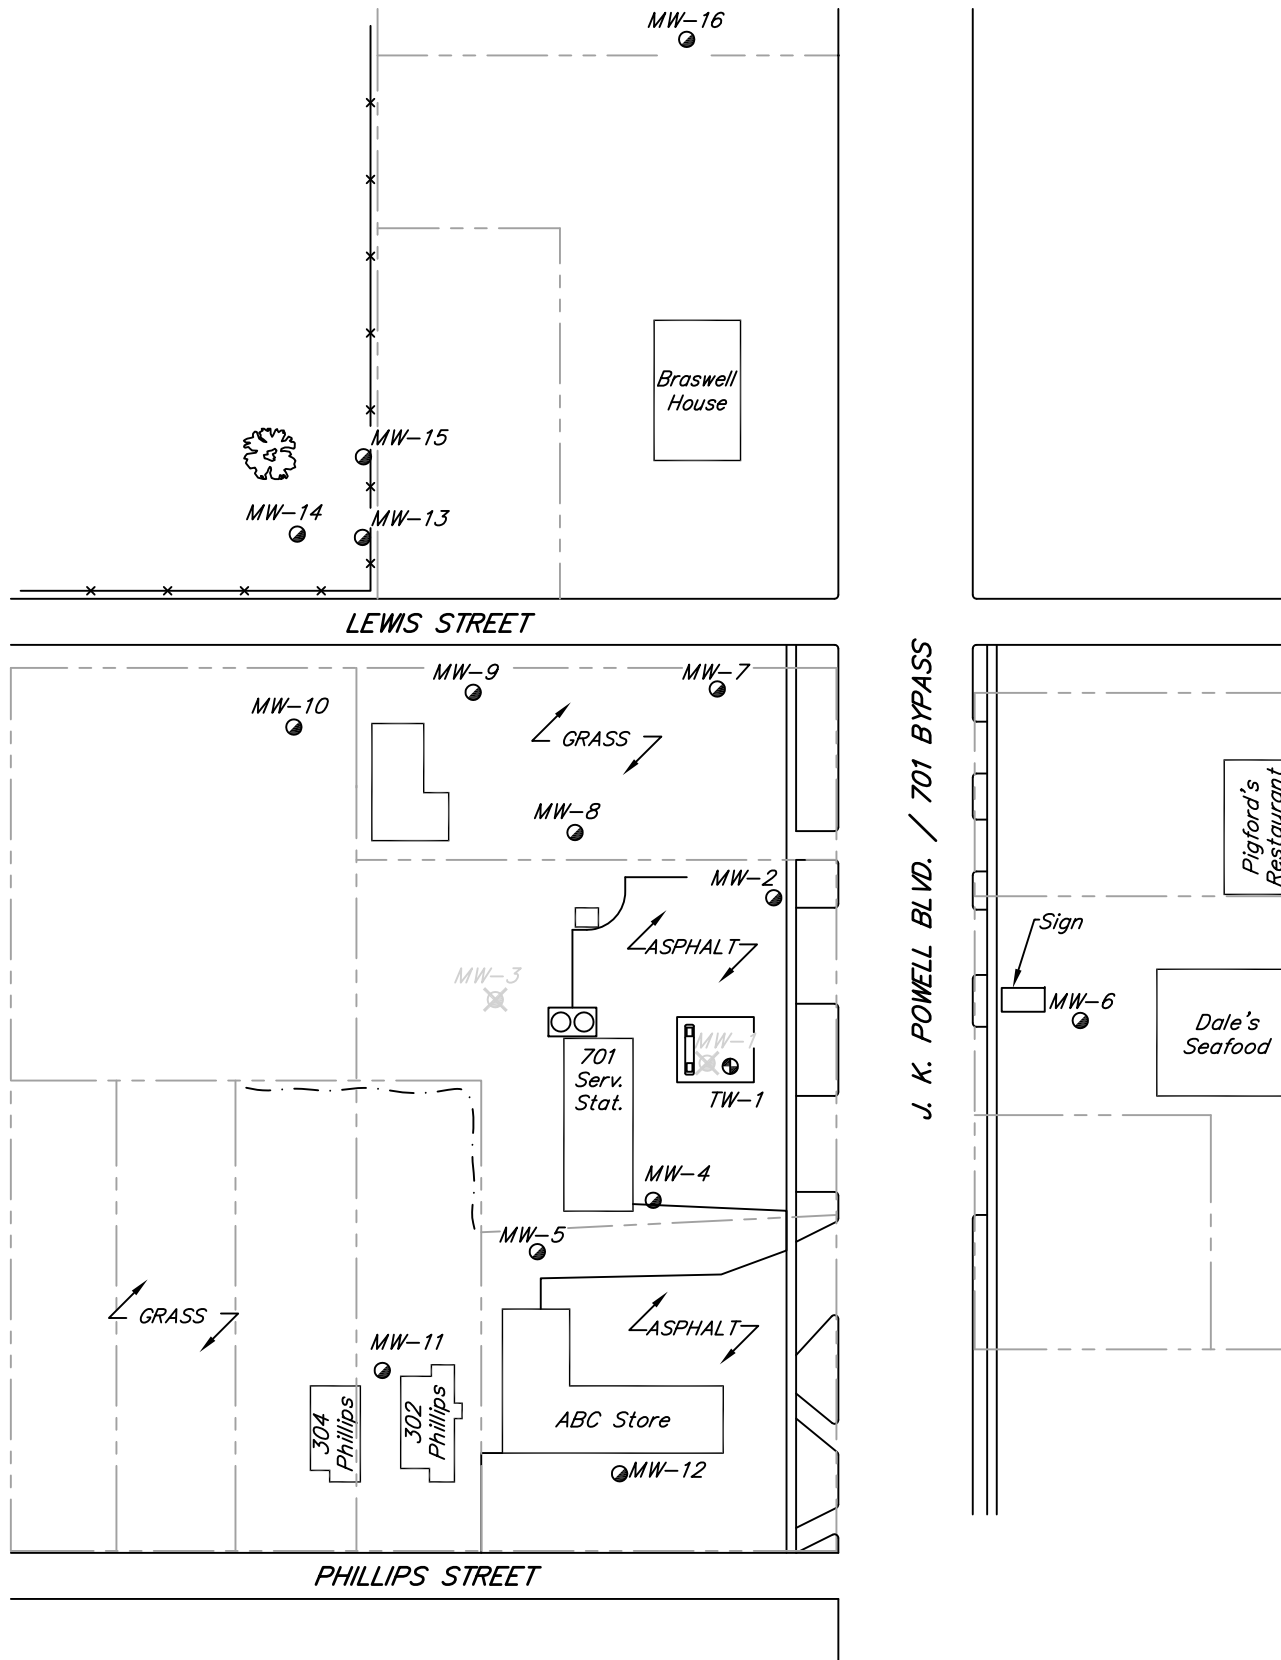 MW-16
Braswell
House
MW-15
MW-14
MW-13
LEWIS STREET
MW-9
MW-7
MW-10
GRASS
MW-8
MW-2
ASPHALT
MW-3
701
Serv.
Stat.
MW-1
TW-1
MW-4
MW-5
GRASS
ASPHALT
MW-11
304
Phillips
302
Phillips
ABC Store
MW-12
PHILLIPS STREET
J. K. POWELL BLVD. / 701 BYPASS
Pigford's
Restaurant
Sign
MW-6
Dale's
Seafood